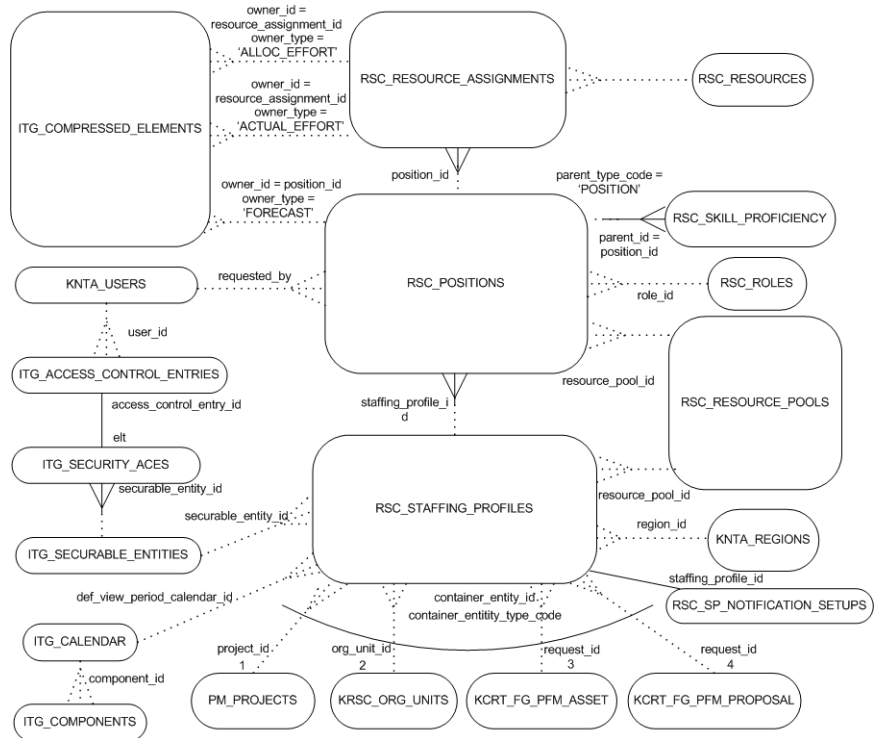 owner_id =
resource_assignment_id
owner_type =
‘ALLOC_EFFORT’
RSC_RESOURCE_ASSIGNMENTS
RSC_RESOURCES
owner_id =
resource_assignment_id
owner_type =
‘ACTUAL_EFFORT’
ITG_COMPRESSED_ELEMENTS
position_id
parent_type_code =
‘POSITION’
owner_id = position_id
owner_type =
‘FORECAST’
RSC_SKILL_PROFICIENCY
parent_id =
position_id
KNTA_USERS
requested_by
RSC_POSITIONS
RSC_ROLES
role_id
user_id
ITG_ACCESS_CONTROL_ENTRIES
resource_pool_id
RSC_RESOURCE_POOLS
access_control_entry_id
staffing_profile_i
d
elt
ITG_SECURITY_ACES
securable_entity_id
resource_pool_id
RSC_STAFFING_PROFILES
securable_entity_id
region_id
KNTA_REGIONS
ITG_SECURABLE_ENTITIES
staffing_profile_id
def_view_period_calendar_id
container_entity_id
container_entitity_type_code
RSC_SP_NOTIFICATION_SETUPS
ITG_CALENDAR
project_id
1
org_unit_id
2
request_id
3
request_id
4
component_id
PM_PROJECTS
KRSC_ORG_UNITS
KCRT_FG_PFM_ASSET
KCRT_FG_PFM_PROPOSAL
ITG_COMPONENTS